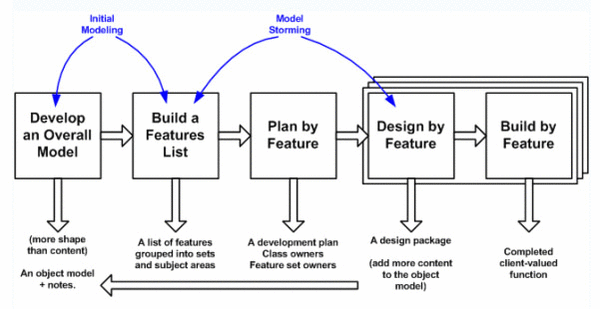 Initial
Modeling
Model
Storming
Develop
an Overall
Model
Build a
Features
List
Plan by
Feature
Design by
Feature
Build by
Feature
(more shape
than content)
An object model
+ notes.
A list of features
grouped into sets
and subject areas
A development plan
Class owners
Feature set owners
A design package
(add more content
to the object
model)
Completed
client-valued
function